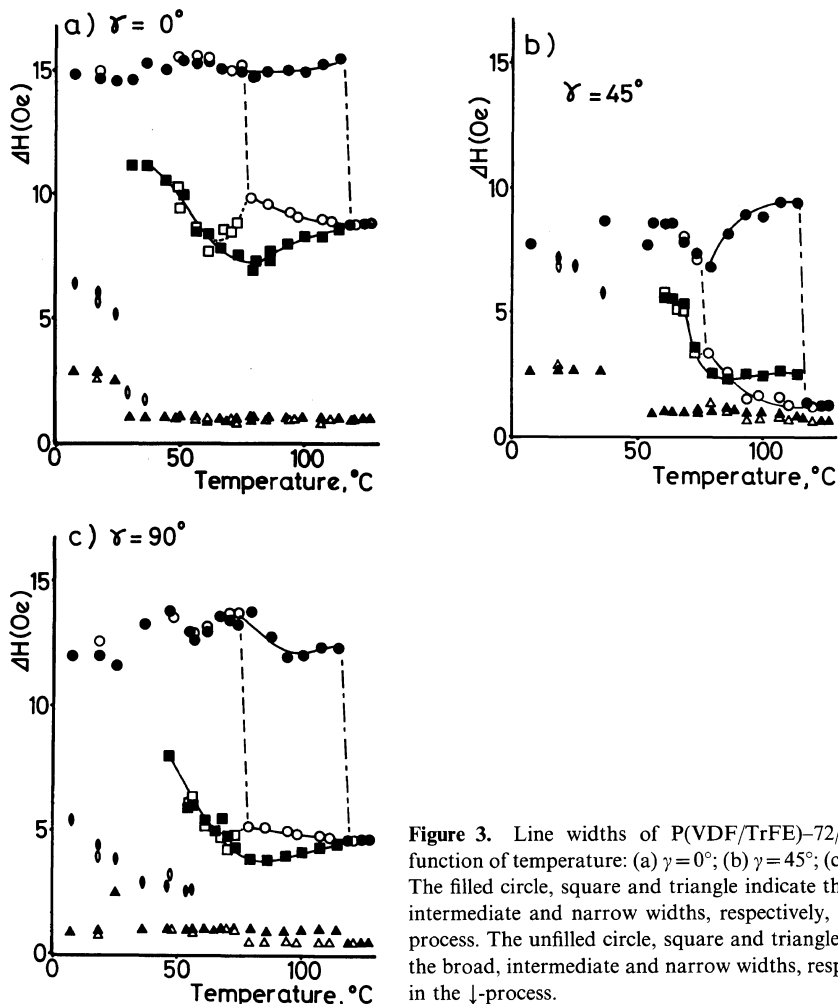 a) γ = 0°
15
10
5
0
ΔH(Oe)
0
50
100
Temperature, °C
b)
γ = 45°
15
10
5
0
ΔH(Oe)
0
50
100
Temperature, °C
c) γ = 90°
15
10
5
0
ΔH(Oe)
0
50
100
Temperature, °C
Figure 3. Line widths of P(VDF/TrFE)–72/
function of temperature: (a) γ = 0°; (b) γ = 45°; (c
The filled circle, square and triangle indicate th
intermediate and narrow widths, respectively,
process. The unfilled circle, square and triangle
the broad, intermediate and narrow widths, resp
in the ↓-process.